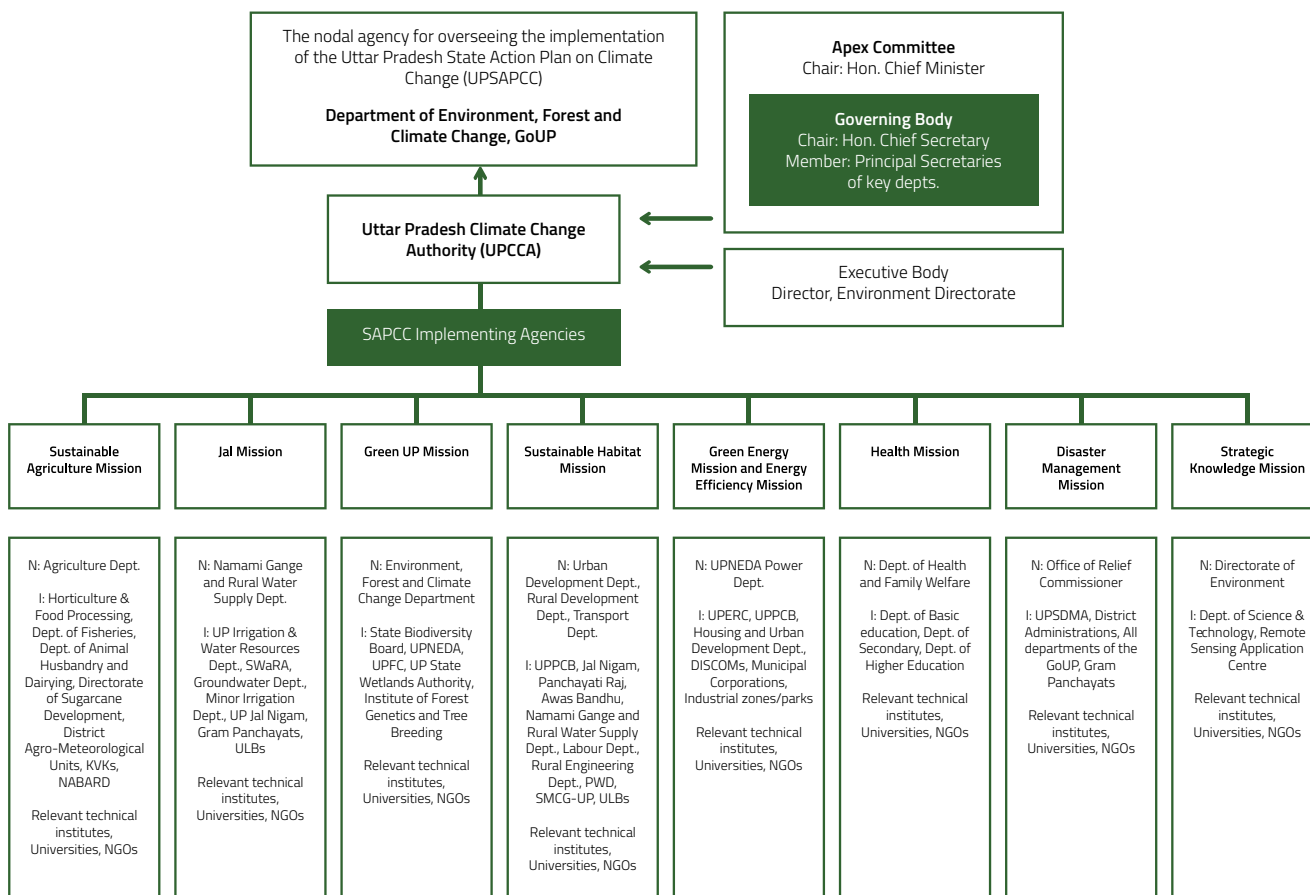 The nodal agency for overseeing the implementation
of the Uttar Pradesh State Action Plan on Climate
Change (UPSAPCC)
Department of Environment, Forest and
Climate Change, GoUP
Apex Committee
Chair: Hon. Chief Minister
Governing Body
Chair: Hon. Chief Secretary
Member: Principal Secretaries
of key depts.
Uttar Pradesh Climate Change
Authority (UPCCA)
Executive Body
Director, Environment Directorate
SAPCC Implementing Agencies
Sustainable
Agriculture Mission
Jal Mission
Green UP Mission
Sustainable Habitat
Mission
Green Energy
Mission and Energy
Efficiency Mission
Health Mission
Disaster
Management
Mission
Strategic
Knowledge Mission
N: Agriculture Dept.
I: Horticulture &
Food Processing,
Dept. of Fisheries,
Dept. of Animal
Husbandry and
Dairying, Directorate
of Sugarcane
Development,
District
Agro-Meteorological
Units, KVKs,
NABARD
Relevant technical
institutes,
Universities, NGOs
N: Namami Gange
and Rural Water
Supply Dept.
I: UP Irrigation &
Water Resources
Dept., SWaRA,
Groundwater Dept.,
Minor Irrigation
Dept., UP Jal Nigam,
Gram Panchayats,
ULBs
Relevant technical
institutes,
Universities, NGOs
N: Environment,
Forest and Climate
Change Department
I: State Biodiversity
Board, UPNEDA,
UPFC, UP State
Wetlands Authority,
Institute of Forest
Genetics and Tree
Breeding
Relevant technical
institutes,
Universities, NGOs
N: Urban
Development Dept.,
Rural Development
Dept., Transport
Dept.
I: UPPCB, Jal Nigam,
Panchayati Raj,
Awas Bandhu,
Namami Gange and
Rural Water Supply
Dept., Labour Dept.,
Rural Engineering
Dept., PWD,
SMCG-UP, ULBs
Relevant technical
institutes,
Universities, NGOs
N: UPNEDA Power
Dept.
I: UPERC, UPPCB,
Housing and Urban
Development Dept.,
DISCOMs, Municipal
Corporations,
Industrial zones/parks
Relevant technical
institutes,
Universities, NGOs
N: Dept. of Health
and Family Welfare
I: Dept. of Basic
education, Dept. of
Secondary, Dept. of
Higher Education
Relevant technical
institutes,
Universities, NGOs
N: Office of Relief
Commissioner
I: UPSDMA, District
Administrations, All
departments of the
GoUP, Gram
Panchayats
Relevant technical
institutes,
Universities, NGOs
N: Directorate of
Environment
I: Dept. of Science &
Technology, Remote
Sensing Application
Centre
Relevant technical
institutes,
Universities, NGOs